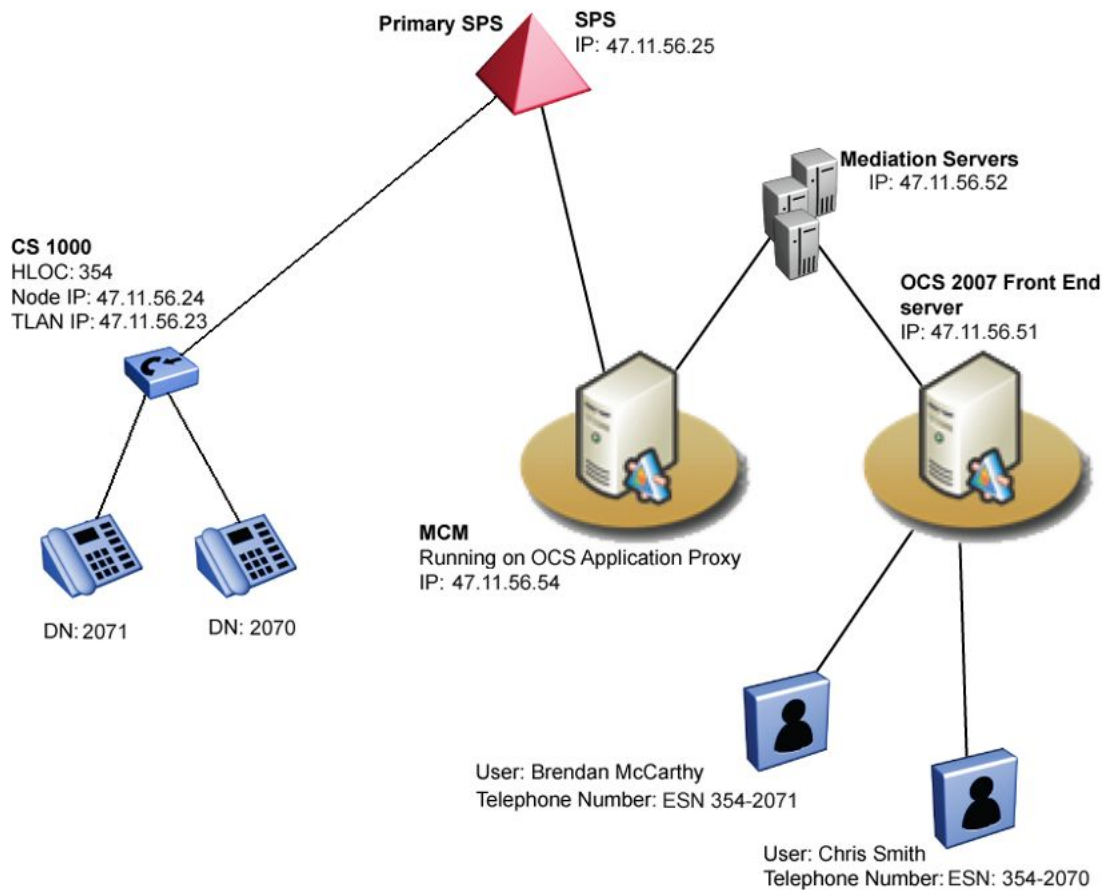 Primary SPS
SPS
IP: 47.11.56.25
Mediation Servers
IP: 47.11.56.52
CS 1000
HLOC: 354
Node IP: 47.11.56.24
TLAN IP: 47.11.56.23
OCS 2007 Front End
server
IP: 47.11.56.51
MCM
Running on OCS Application Proxy
IP: 47.11.56.54
DN: 2071
DN: 2070
User: Brendan McCarthy
Telephone Number: ESN 354-2071
User: Chris Smith
Telephone Number: ESN: 354-2070